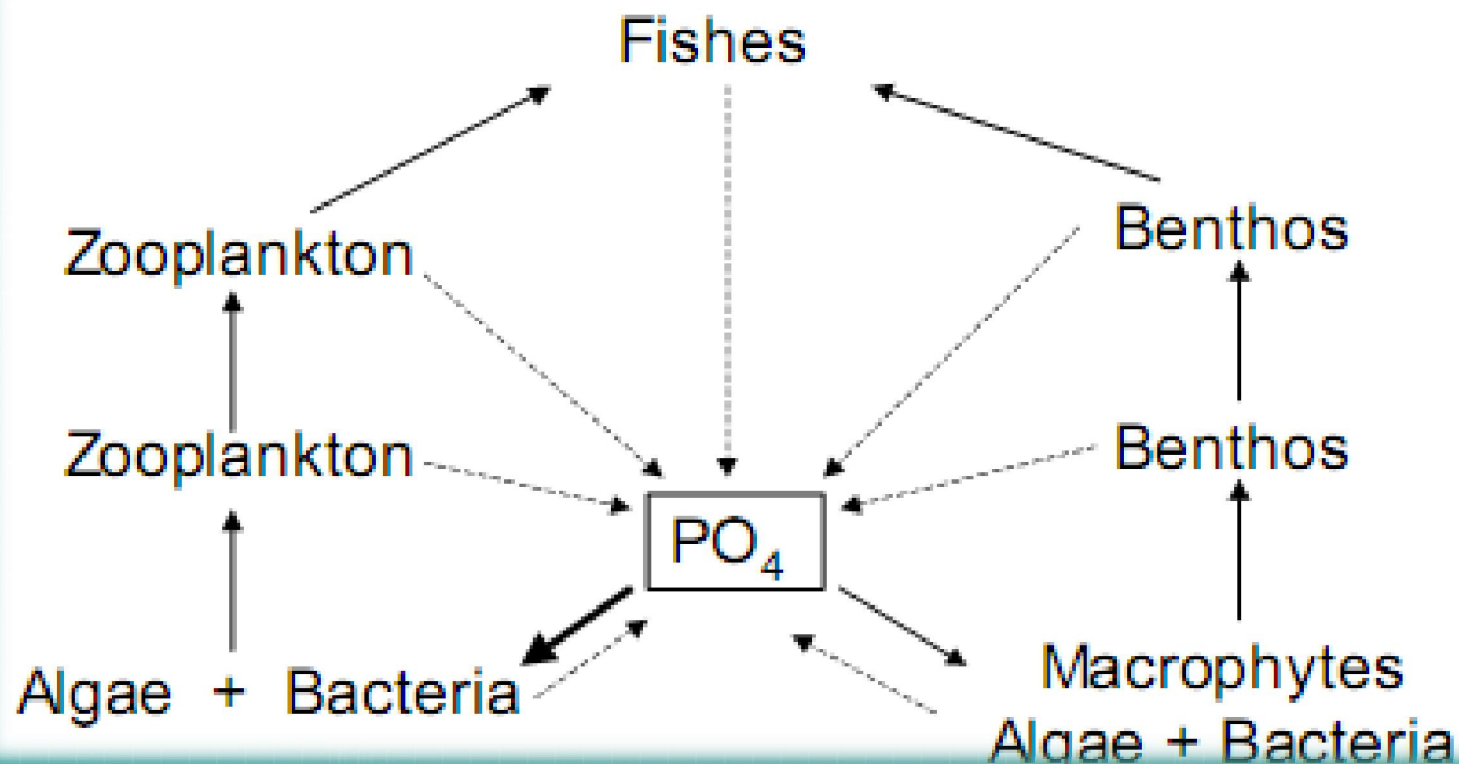 Fishes
Zooplankton
Benthos
Zooplankton
Benthos
PO₄
Algae + Bacteria
Macrophytes
Algae + Bacteria